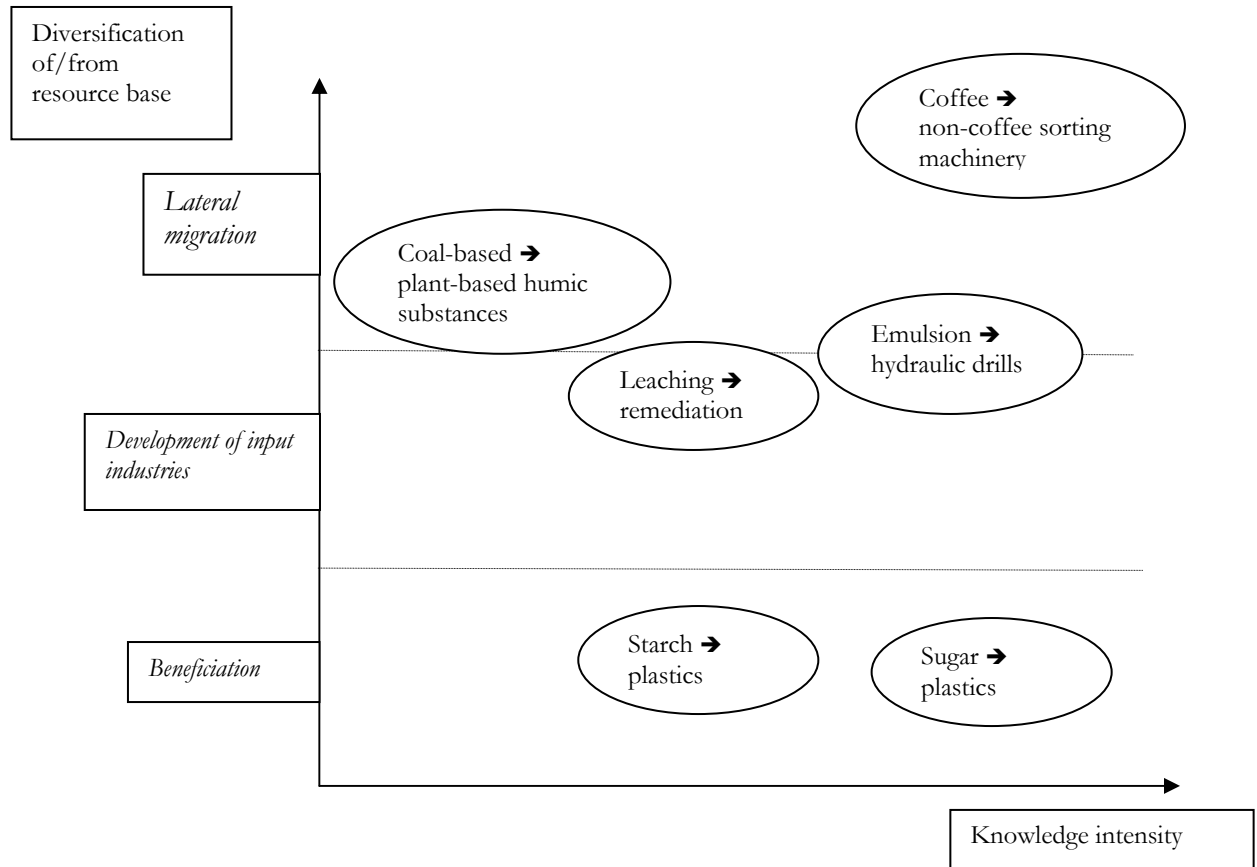 Diversification
of/from
resource base
Coffee ➔
non-coffee sorting
machinery
Lateral
migration
Coal-based ➔
plant-based humic
substances
Emulsion ➔
hydraulic drills
Leaching ➔
remediation
Development of input
industries
Starch ➔
plastics
Sugar ➔
plastics
Beneficiation
Knowledge intensity